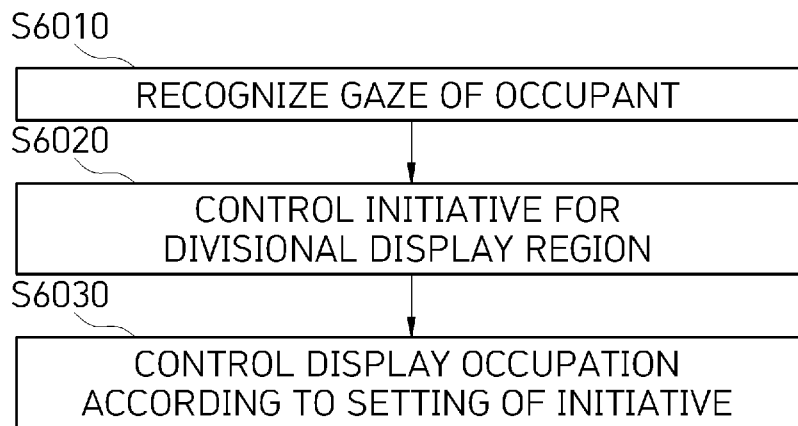 S6010
RECOGNIZE GAZE OF OCCUPANT
S6020
CONTROL INITIATIVE FOR
DIVISIONAL DISPLAY REGION
S6030
CONTROL DISPLAY OCCUPATION
ACCORDING TO SETTING OF INITIATIVE